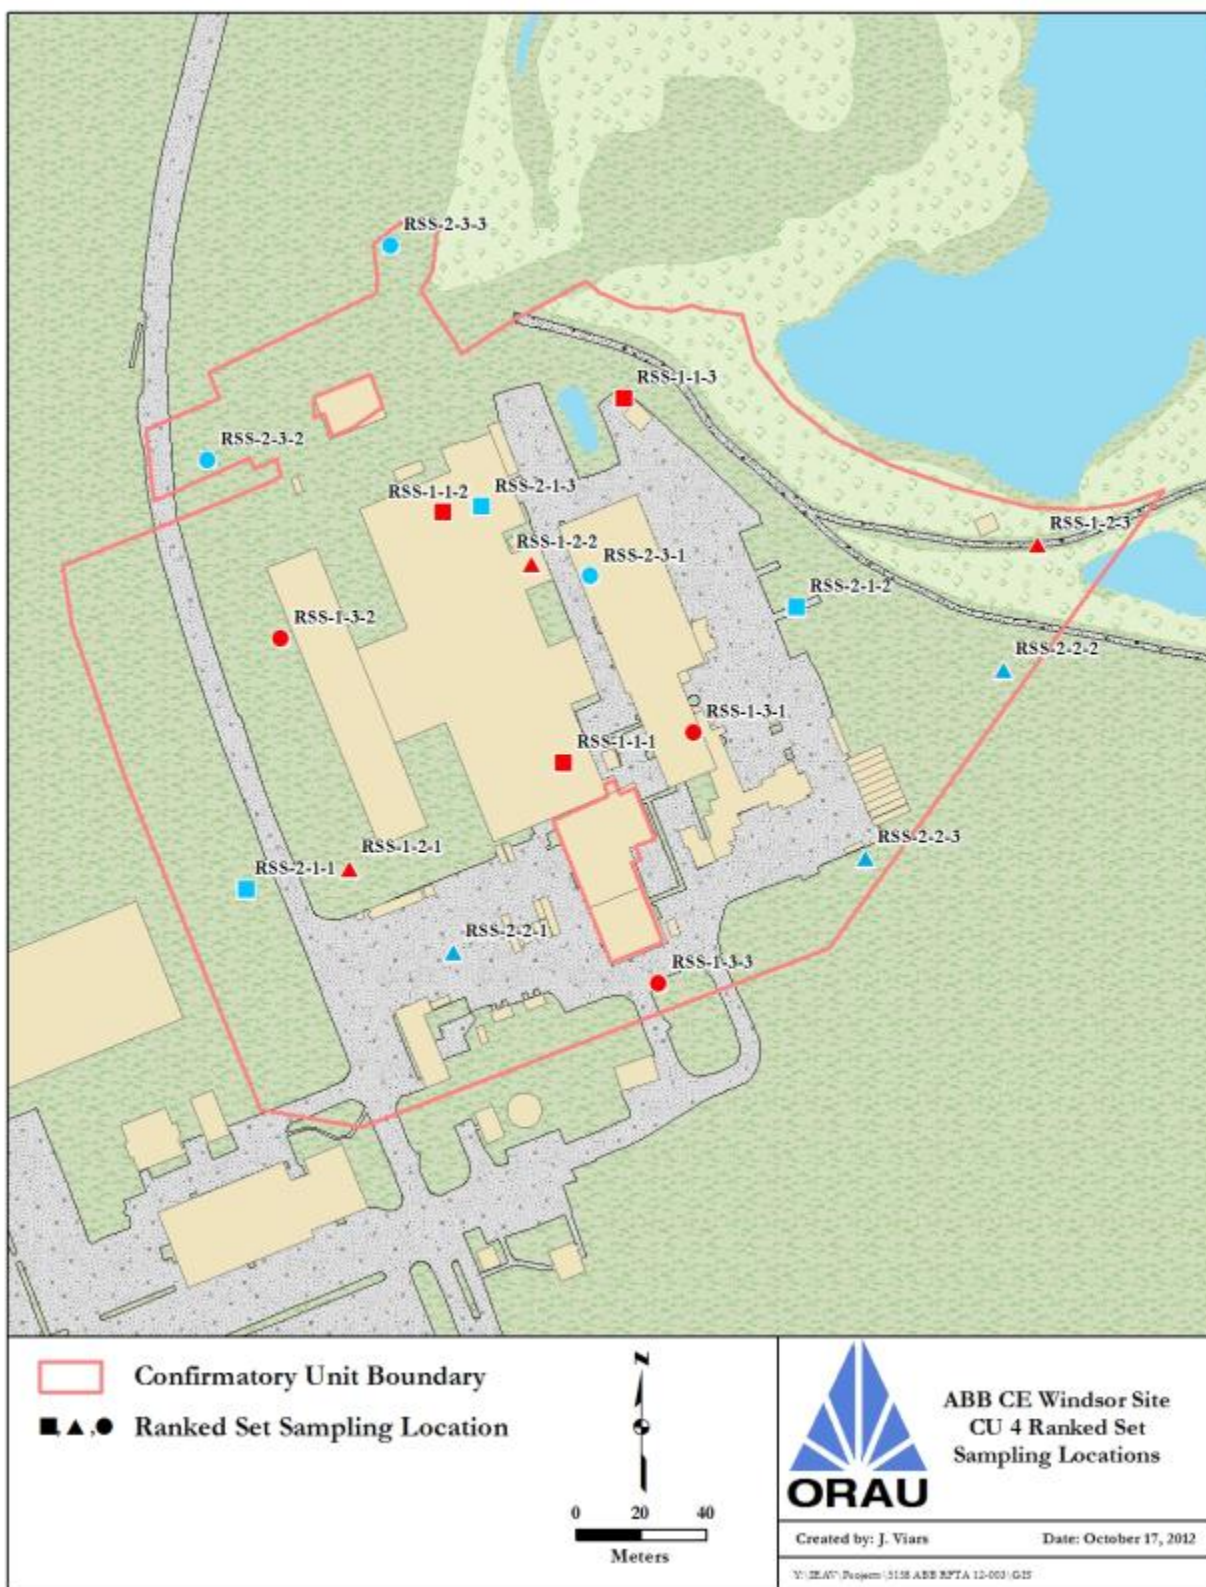 RSS-2-3-3
RSS-1-1-3
RSS-2-3-2
RSS-1-1-2
RSS-2-1-3
RSS-1-2-3
RSS-1-2-2
RSS-2-3-1
RSS-2-1-2
RSS-1-3-2
RSS-2-2-2
RSS-1-3-1
RSS-1-1-1
RSS-2-2-3
RSS-1-2-1
RSS-2-1-1
RSS-2-2-1
RSS-1-3-3
Confirmatory Unit Boundary
Ranked Set Sampling Location
N
0 20 40
Meters
ORAU
ABB CE Windsor Site
CU 4 Ranked Set
Sampling Locations
Created by: J. Viars Date: October 17, 2012